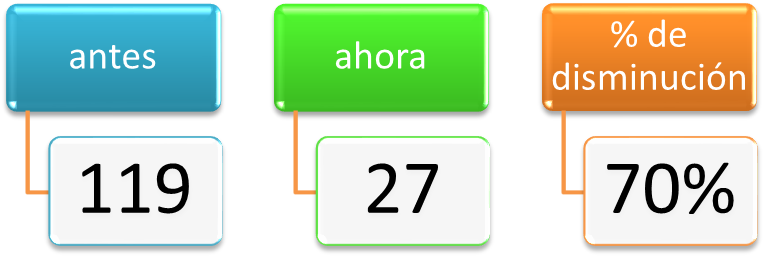 antes
119
ahora
27
% de
disminución
70%